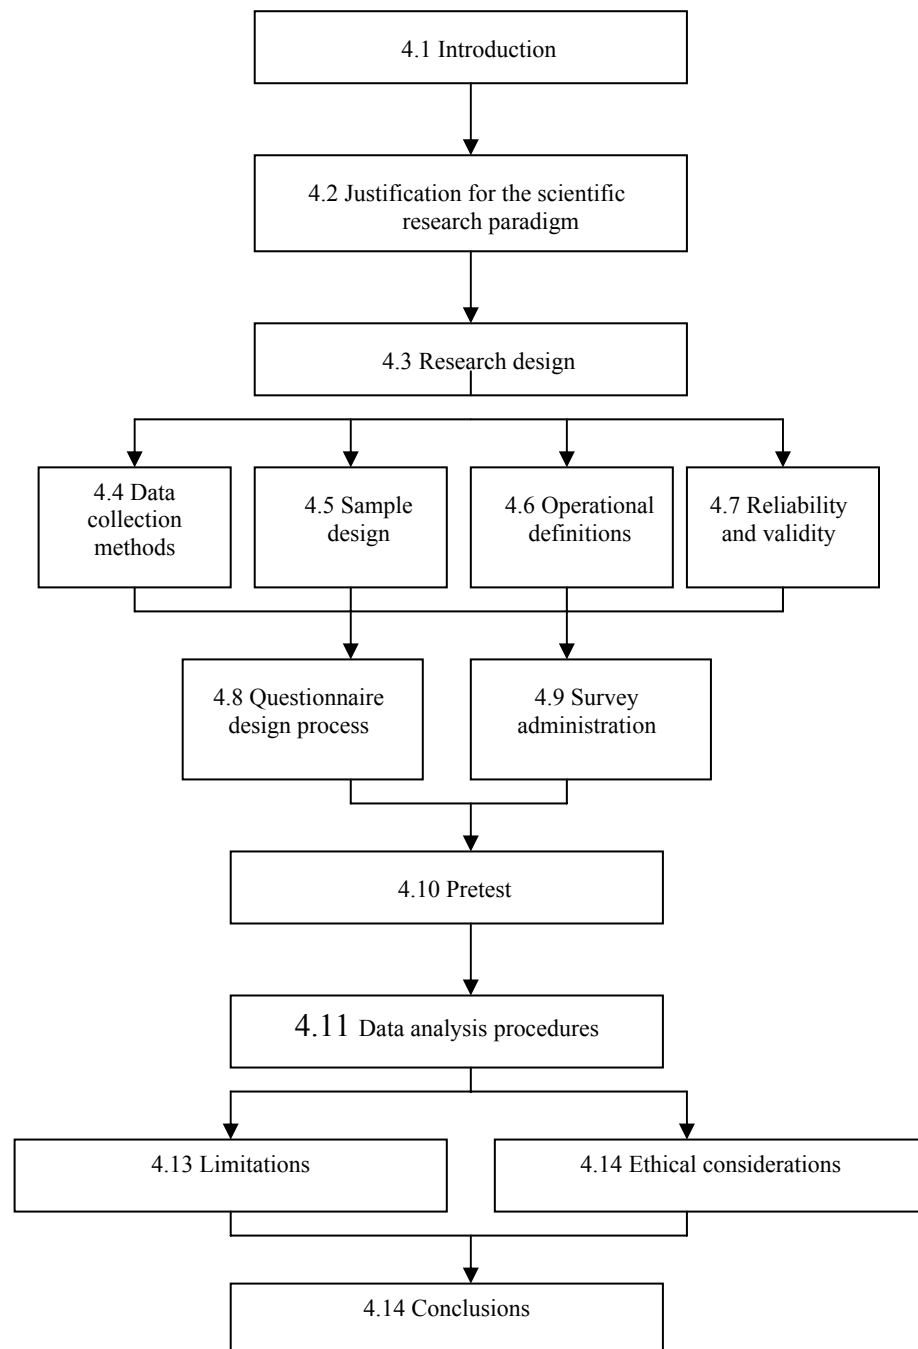 4.1 Introduction
4.2 Justification for the scientific
research paradigm
4.3 Research design
4.4 Data
collection
methods
4.5 Sample
design
4.6 Operational
definitions
4.7 Reliability
and validity
4.8 Questionnaire
design process
4.9 Survey
administration
4.10 Pretest
4.11 Data analysis procedures
4.13 Limitations
4.14 Ethical considerations
4.14 Conclusions